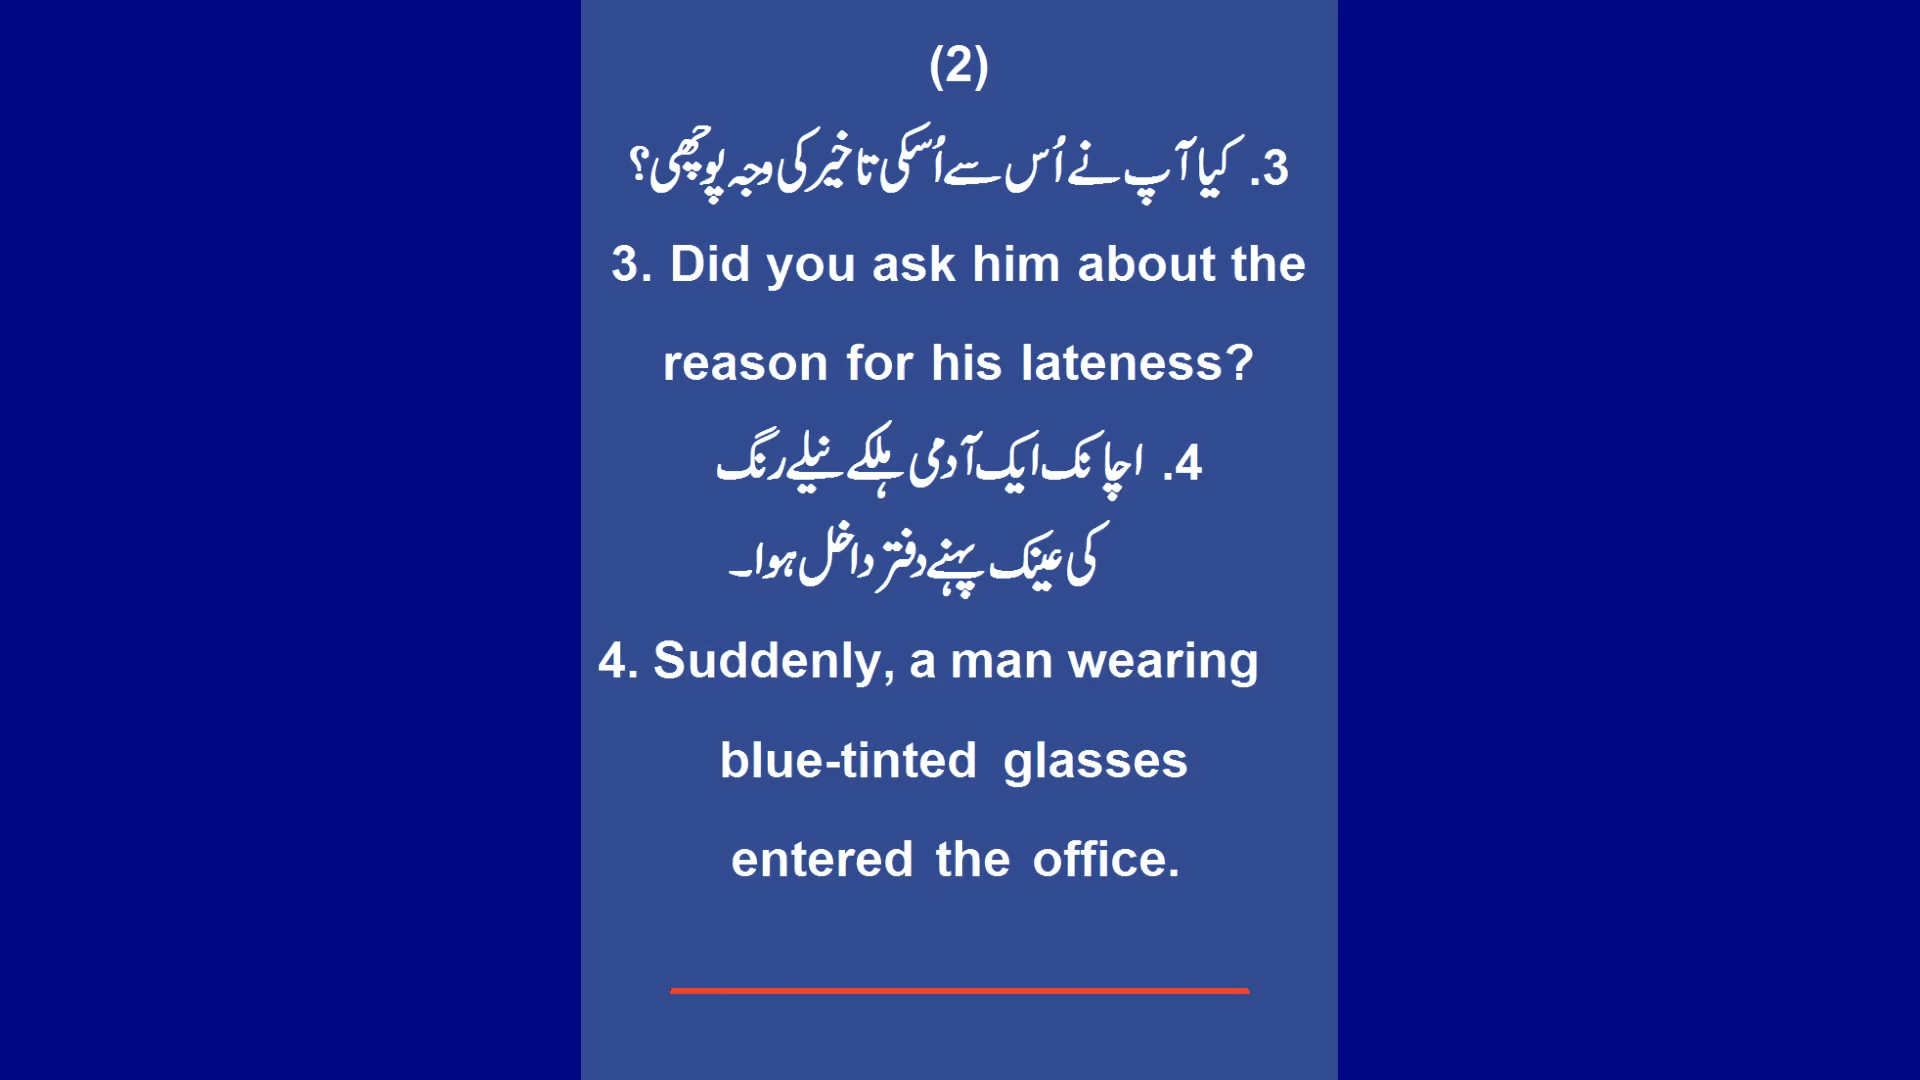 (2)
3. کیا آپ نے اُس سے اُسکی تاخیر کی وجہ پوچھی؟
3. Did you ask him about the
reason for his lateness?
4. اچانک ایک آدمی ہلکے نیلے رنگ
کی عینک پہنے دفتر داخل ہوا۔
4. Suddenly, a man wearing
blue-tinted glasses
entered the office.